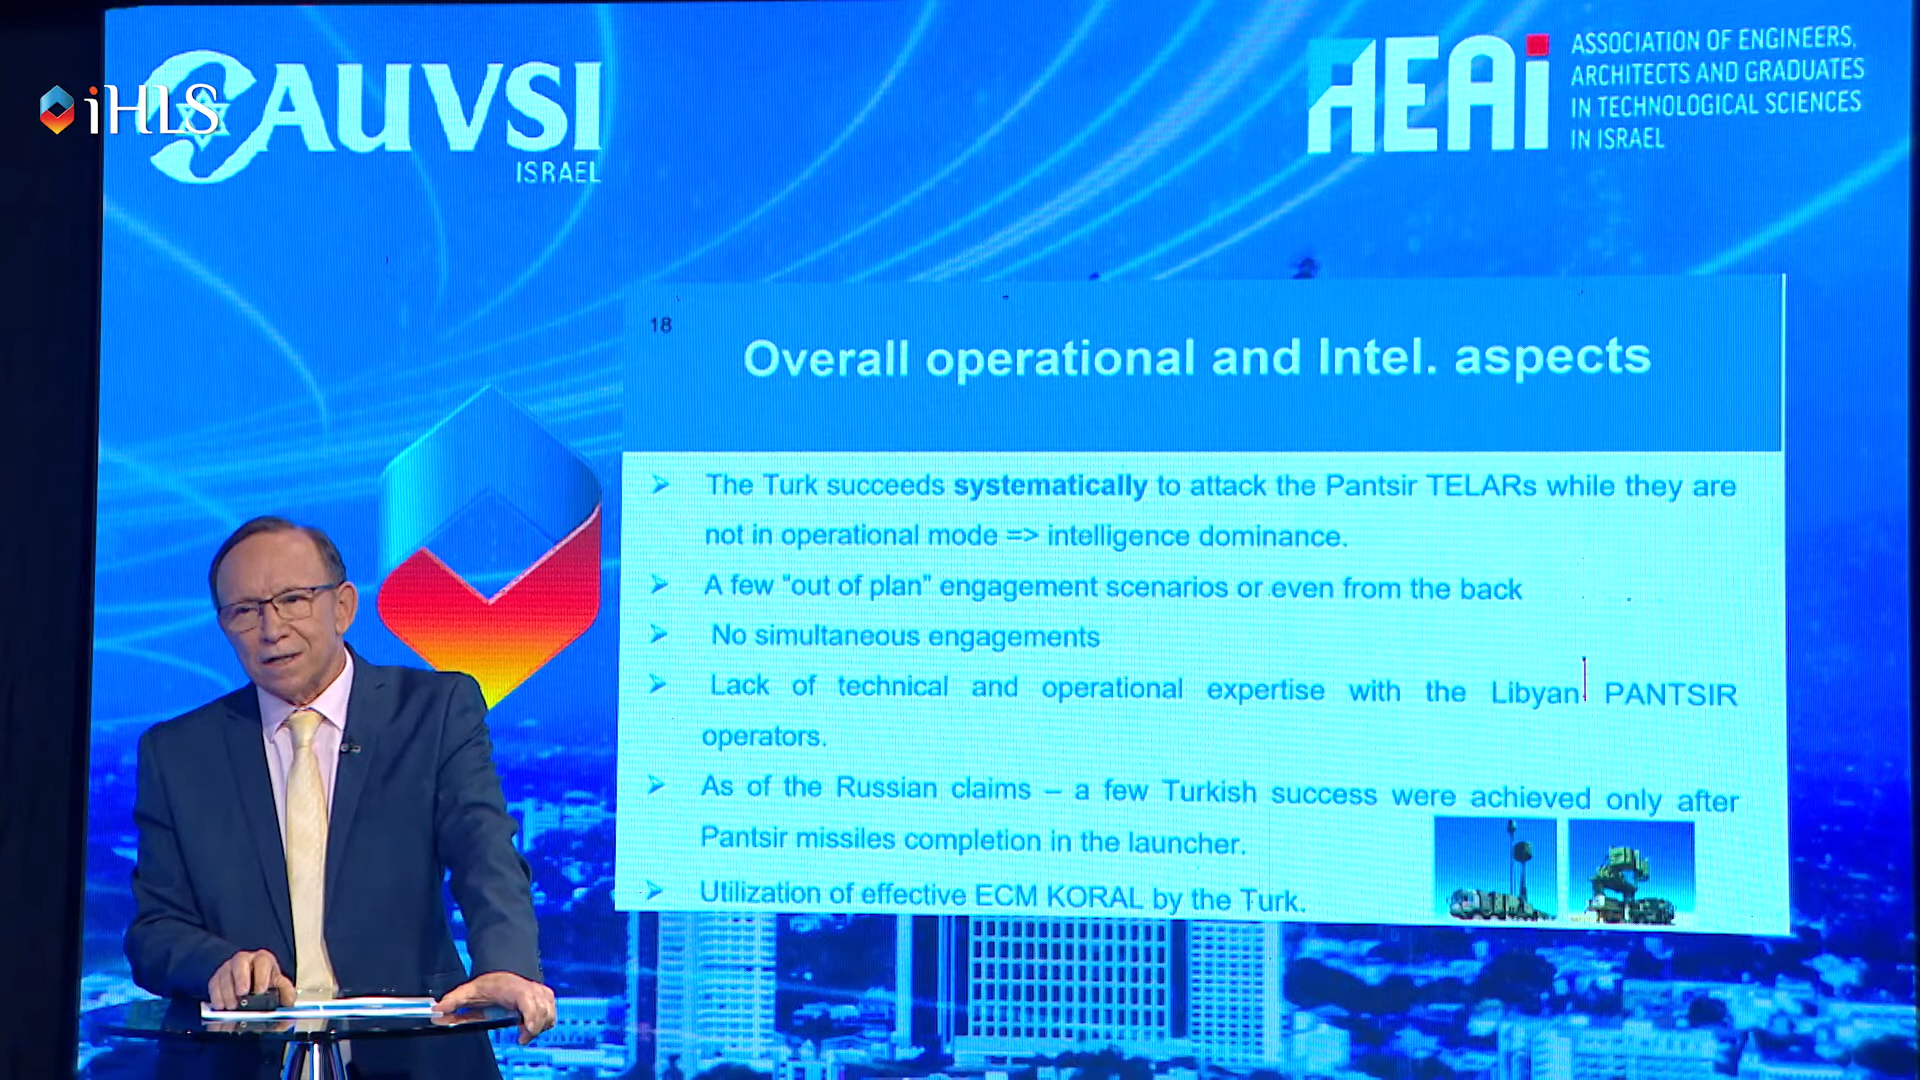 iHLS
AUVSI
ISRAEL
AEAi
ASSOCIATION OF ENGINEERS,
ARCHITECTS AND GRADUATES
IN TECHNOLOGICAL SCIENCES
IN ISRAEL
18
Overall operational and Intel. aspects
➢ The Turk succeeds systematically to attack the Pantsir TELARs while they are
not in operational mode => intelligence dominance.
➢ A few "out of plan" engagement scenarios or even from the back
➢ No simultaneous engagements
➢ Lack of technical and operational expertise with the Libyan PANTSIR
operators.
➢ As of the Russian claims – a few Turkish success were achieved only after
Pantsir missiles completion in the launcher.
➢ Utilization of effective ECM KORAL by the Turk.